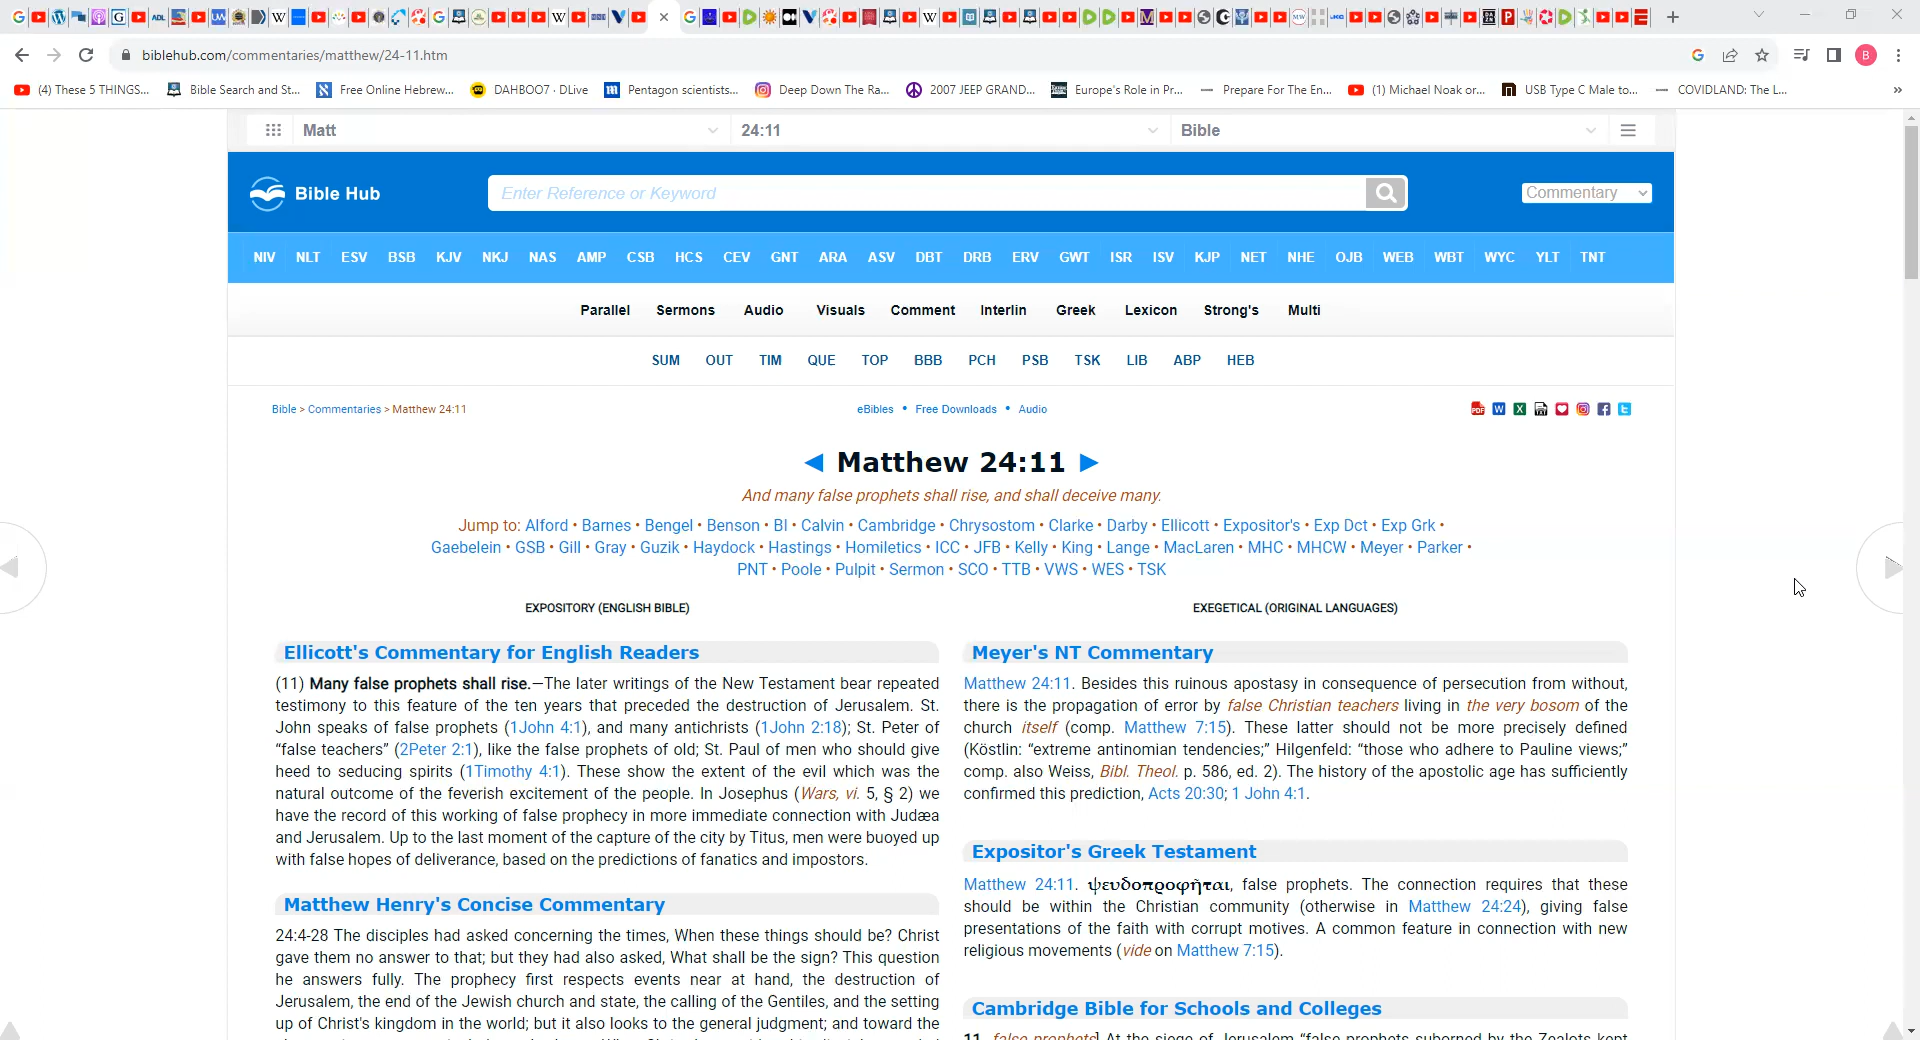 biblehub.com/commentaries/matthew/24-11.htm
B
(4) These 5 THINGS...
Bible Search and St...
Free Online Hebrew...
DAHBOO7 · DLive
Pentagon scientists...
Deep Down The Ra...
2007 JEEP GRAND...
Europe's Role in Pr...
Prepare For The En...
(1) Michael Noak or...
USB Type C Male to...
COVIDLAND: The L...
»
Matt 24:11 Bible
Bible Hub
Enter Reference or Keyword
Commentary
NIV NLT ESV BSB KJV NKJ NAS AMP CSB HCS CEV GNT ARA ASV DBT DRB ERV GWT ISR ISV KJP NET NHE OJB WEB WBT WYC YLT TNT
Parallel Sermons Audio Visuals Comment Interlin Greek Lexicon Strong's Multi
SUM OUT TIM QUE TOP BBB PCH PSB TSK LIB ABP HEB
Bible > Commentaries > Matthew 24:11
eBibles • Free Downloads • Audio
◄ Matthew 24:11 ►
And many false prophets shall rise, and shall deceive many.
Jump to: Alford • Barnes • Bengel • Benson • BI • Calvin • Cambridge • Chrysostom • Clarke • Darby • Ellicott • Expositor's • Exp Dct • Exp Grk •
Gaebelein • GSB • Gill • Gray • Guzik • Haydock • Hastings • Homiletics • ICC • JFB • Kelly • King • Lange • MacLaren • MHC • MHCW • Meyer • Parker •
PNT • Poole • Pulpit • Sermon • SCO • TTB • VWS • WES • TSK
EXPOSITORY (ENGLISH BIBLE)
Ellicott's Commentary for English Readers
(11) Many false prophets shall rise.—The later writings of the New Testament bear repeated
testimony to this feature of the ten years that preceded the destruction of Jerusalem. St.
John speaks of false prophets (1John 4:1), and many antichrists (1John 2:18); St. Peter of
“false teachers” (2Peter 2:1), like the false prophets of old; St. Paul of men who should give
heed to seducing spirits (1Timothy 4:1). These show the extent of the evil which was the
natural outcome of the feverish excitement of the people. In Josephus (Wars, vi. 5, § 2) we
have the record of this working of false prophecy in more immediate connection with Judæa
and Jerusalem. Up to the last moment of the capture of the city by Titus, men were buoyed up
with false hopes of deliverance, based on the predictions of fanatics and impostors.
Matthew Henry's Concise Commentary
24:4-28 The disciples had asked concerning the times, When these things should be? Christ
gave them no answer to that; but they had also asked, What shall be the sign? This question
he answers fully. The prophecy first respects events near at hand, the destruction of
Jerusalem, the end of the Jewish church and state, the calling of the Gentiles, and the setting
up of Christ's kingdom in the world; but it also looks to the general judgment; and toward the
EXEGETICAL (ORIGINAL LANGUAGES)
Meyer's NT Commentary
Matthew 24:11. Besides this ruinous apostasy in consequence of persecution from without,
there is the propagation of error by false Christian teachers living in the very bosom of the
church itself (comp. Matthew 7:15). These latter should not be more precisely defined
(Köstlin: “extreme antinomian tendencies;” Hilgenfeld: “those who adhere to Pauline views;”
comp. also Weiss, Bibl. Theol. p. 586, ed. 2). The history of the apostolic age has sufficiently
confirmed this prediction, Acts 20:30; 1 John 4:1.
Expositor's Greek Testament
Matthew 24:11. ψευδοπροφῆται, false prophets. The connection requires that these
should be within the Christian community (otherwise in Matthew 24:24), giving false
presentations of the faith with corrupt motives. A common feature in connection with new
religious movements (vide on Matthew 7:15).
Cambridge Bible for Schools and Colleges
11. false prophets] At the siege of Jerusalem “false prophets suborned by the Zealots kept